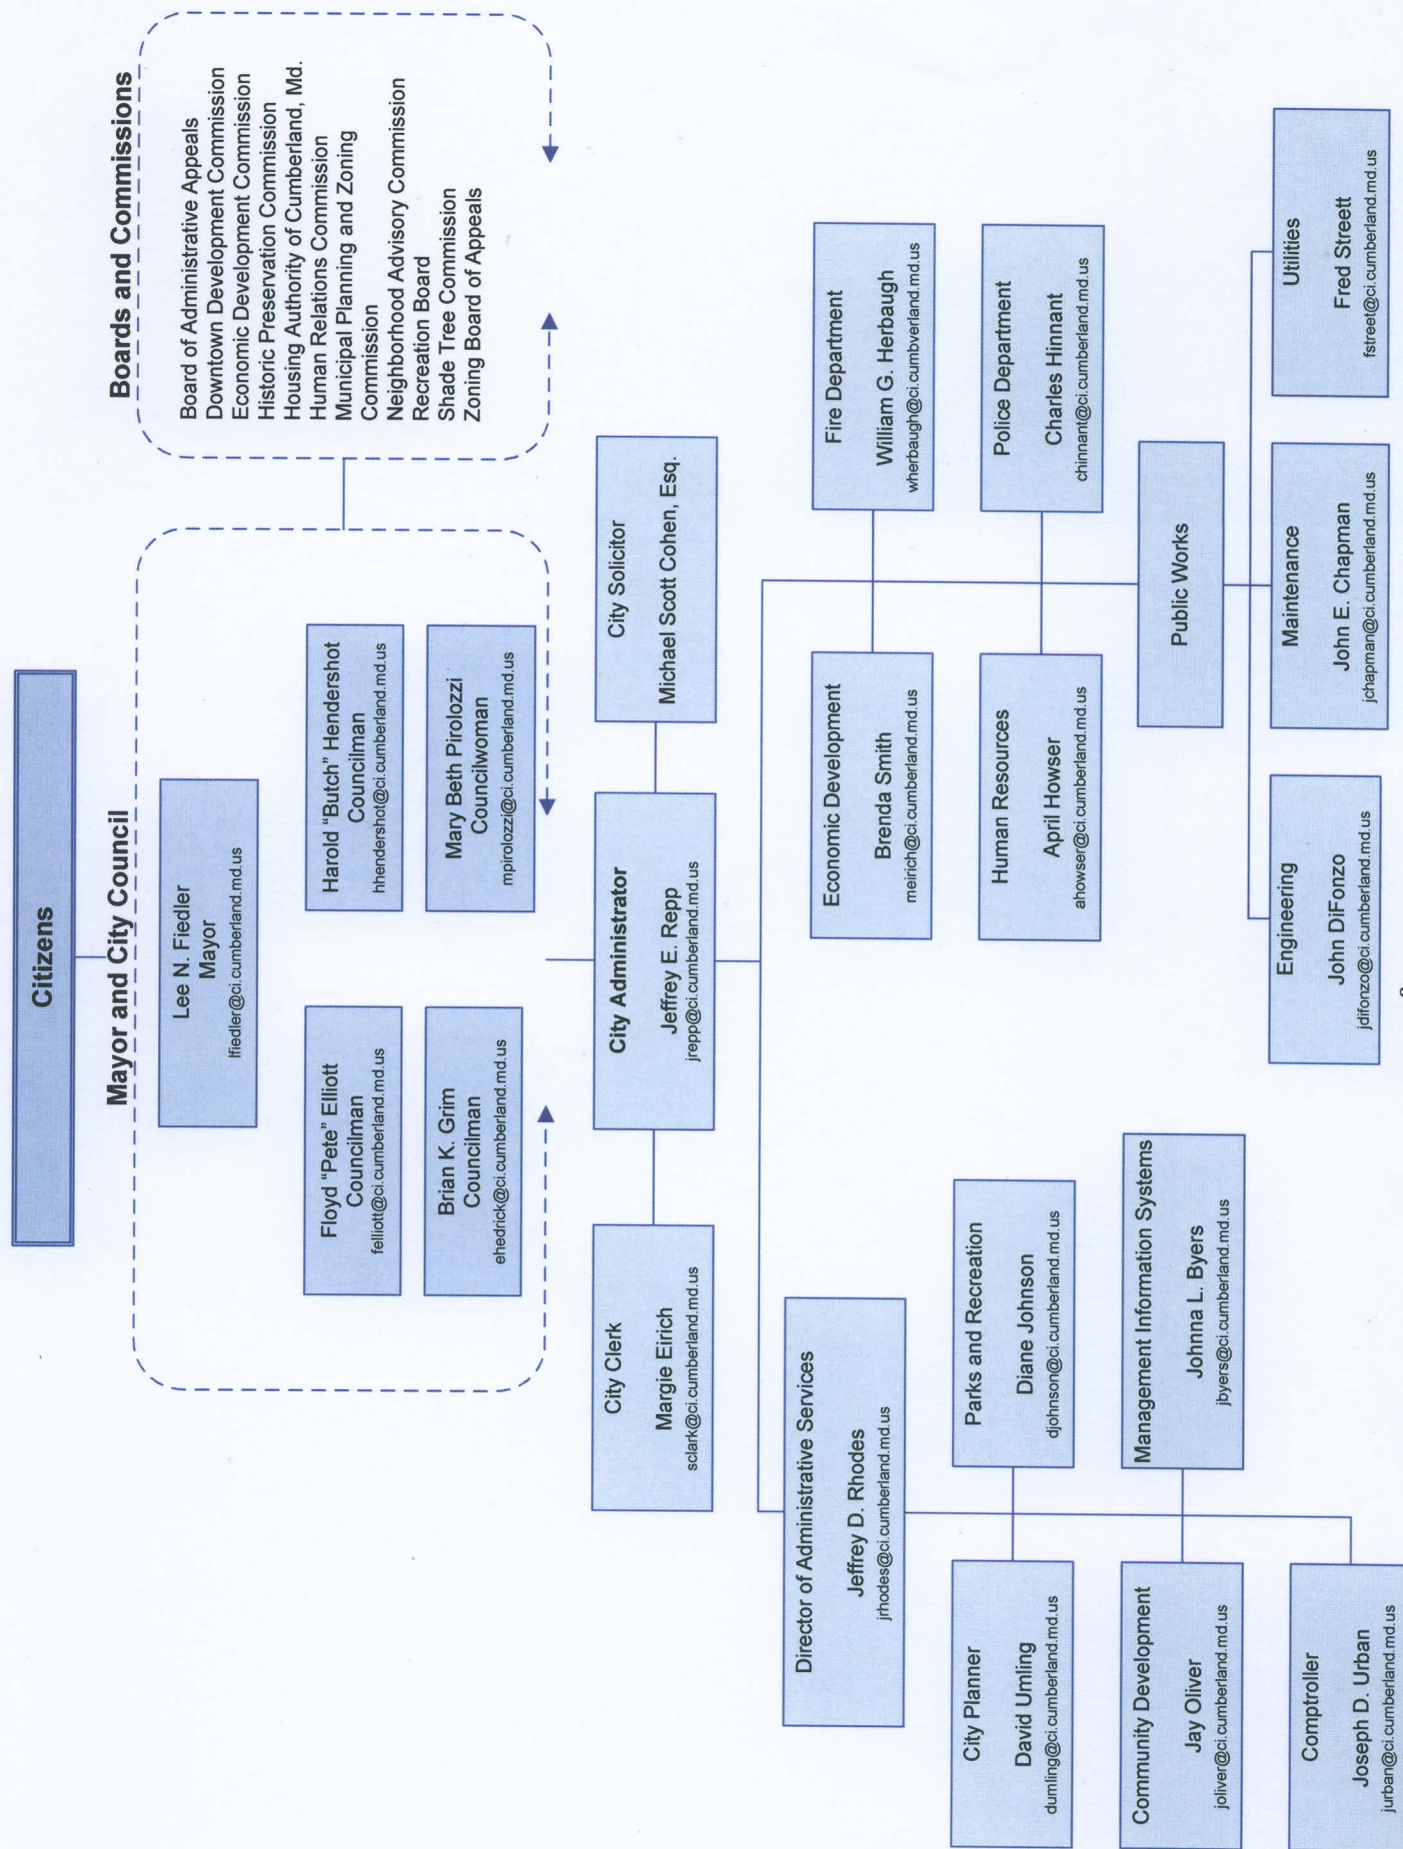 Citizens
Mayor and City Council
Lee N. Fiedler
Mayor
lfiedler@ci.cumberland.md.us
Floyd "Pete" Elliott
Councilman
felliott@ci.cumberland.md.us
Harold "Butch" Hendershot
Councilman
hhendershot@ci.cumberland.md.us
Brian K. Grim
Councilman
ehedrick@ci.cumberland.md.us
Mary Beth Pirolozzi
Councilwoman
mpirolozzi@ci.cumberland.md.us
Boards and Commissions
Board of Administrative Appeals
Downtown Development Commission
Economic Development Commission
Historic Preservation Commission
Housing Authority of Cumberland, Md.
Human Relations Commission
Municipal Planning and Zoning
Commission
Neighborhood Advisory Commission
Recreation Board
Shade Tree Commission
Zoning Board of Appeals
City Clerk
Margie Eirich
sclark@ci.cumberland.md.us
City Administrator
Jeffrey E. Repp
jrepp@ci.cumberland.md.us
City Solicitor
Michael Scott Cohen, Esq.
Director of Administrative Services
Jeffrey D. Rhodes
jrhodes@ci.cumberland.md.us
City Planner
David Umling
dumling@ci.cumberland.md.us
Parks and Recreation
Diane Johnson
djohnson@ci.cumberland.md.us
Community Development
Jay Oliver
joliver@ci.cumberland.md.us
Management Information Systems
Johnna L. Byers
jbyers@ci.cumberland.md.us
Comptroller
Joseph D. Urban
jurban@ci.cumberland.md.us
Economic Development
Brenda Smith
meirich@ci.cumberland.md.us
Fire Department
William G. Herbaugh
wherbaugh@ci.cumbverland.md.us
Human Resources
April Howser
ahowser@ci.cumberland.md.us
Police Department
Charles Hinnant
chinnant@ci.cumberland.md.us
Public Works
Engineering
John DiFonzo
jdifonzo@ci.cumberland.md.us
Maintenance
John E. Chapman
jchapman@ci.cumberland.md.us
Utilities
Fred Streett
fstreet@ci.cumberland.md.us